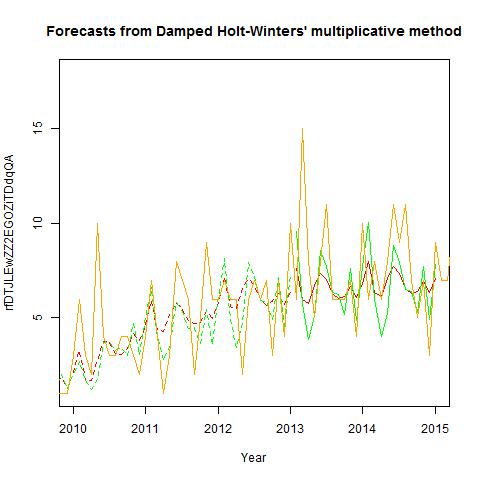 Forecasts from Damped Holt-Winters' multiplicative method
rfDTJLEwZZ2EGOZiTDdqQA
15
10
5
2010 2011 2012 2013 2014 2015
Year